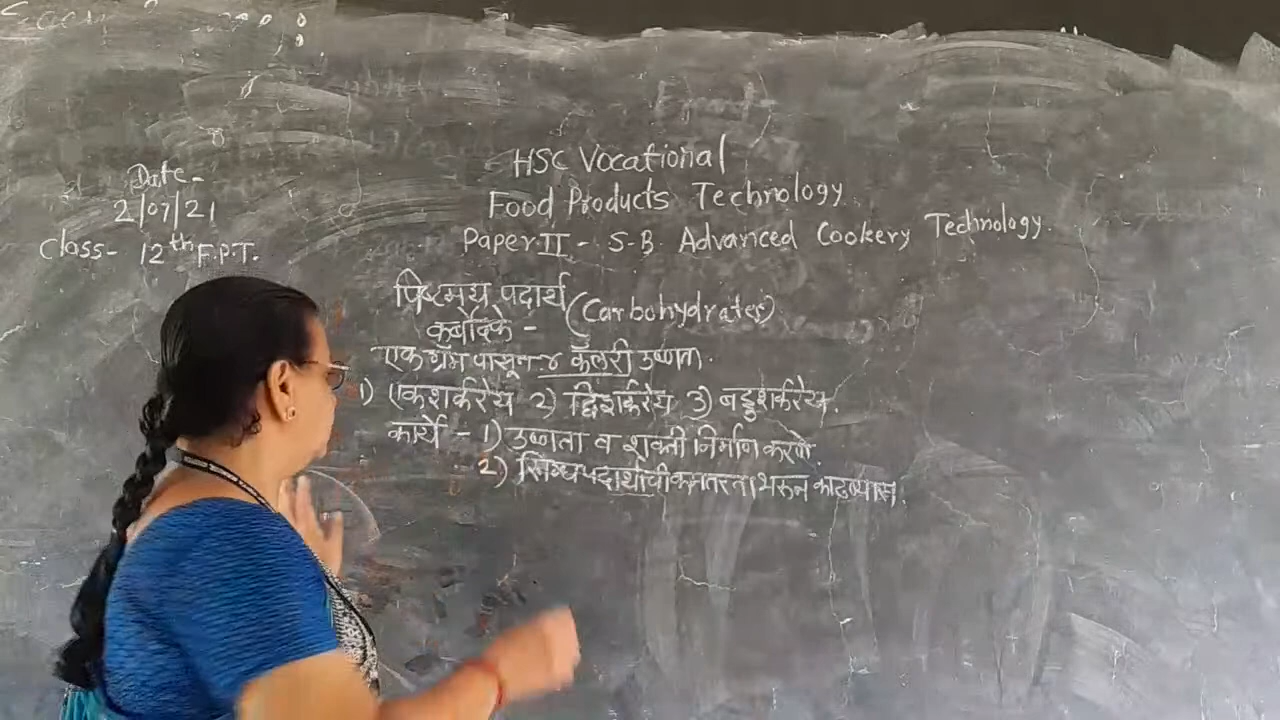 Date-
2/07/21
Class- 12th F.P.T.
HSC Vocational
Food Products Technology
Paper II - S-B. Advanced Cookery Technology.
पिष्टमय पदार्थ (Carbohydrates)
कर्बोदके -
एक ग्रॅम पासून ४ कॅलरी उष्णता.
1) एकशर्करेय 2) द्विशर्करेय 3) बहुशर्करेय.
कार्ये - 1) उष्णता व शक्ती निर्माण करणे.
2) स्निग्धपदार्थाची कमतरता भरून काढण्यास.